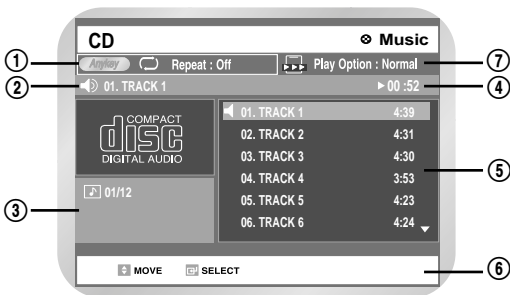 CD Music
① Anykey Repeat : Off Play Option : Normal ⑦
② 01. TRACK 1 00 :52 ④
COMPACT
disc
DIGITAL AUDIO
01. TRACK 1 4:39
02. TRACK 2 4:31
03. TRACK 3 4:30
04. TRACK 4 3:53
05. TRACK 5 4:23
06. TRACK 6 4:24
⑤
③ 01/12
MOVE SELECT ⑥